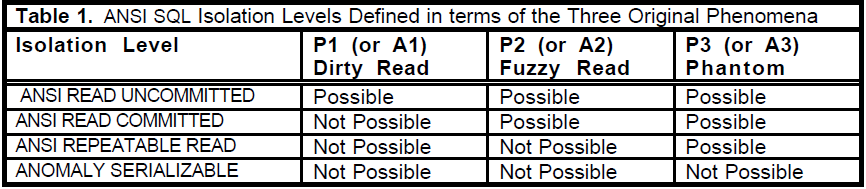 Table 1. ANSI SQL Isolation Levels Defined in terms of the Three Original Phenomena
Isolation Level P1 (or A1) Dirty Read P2 (or A2) Fuzzy Read P3 (or A3) Phantom
ANSI READ UNCOMMITTED Possible Possible Possible
ANSI READ COMMITTED Not Possible Possible Possible
ANSI REPEATABLE READ Not Possible Not Possible Possible
ANOMALY SERIALIZABLE Not Possible Not Possible Not Possible